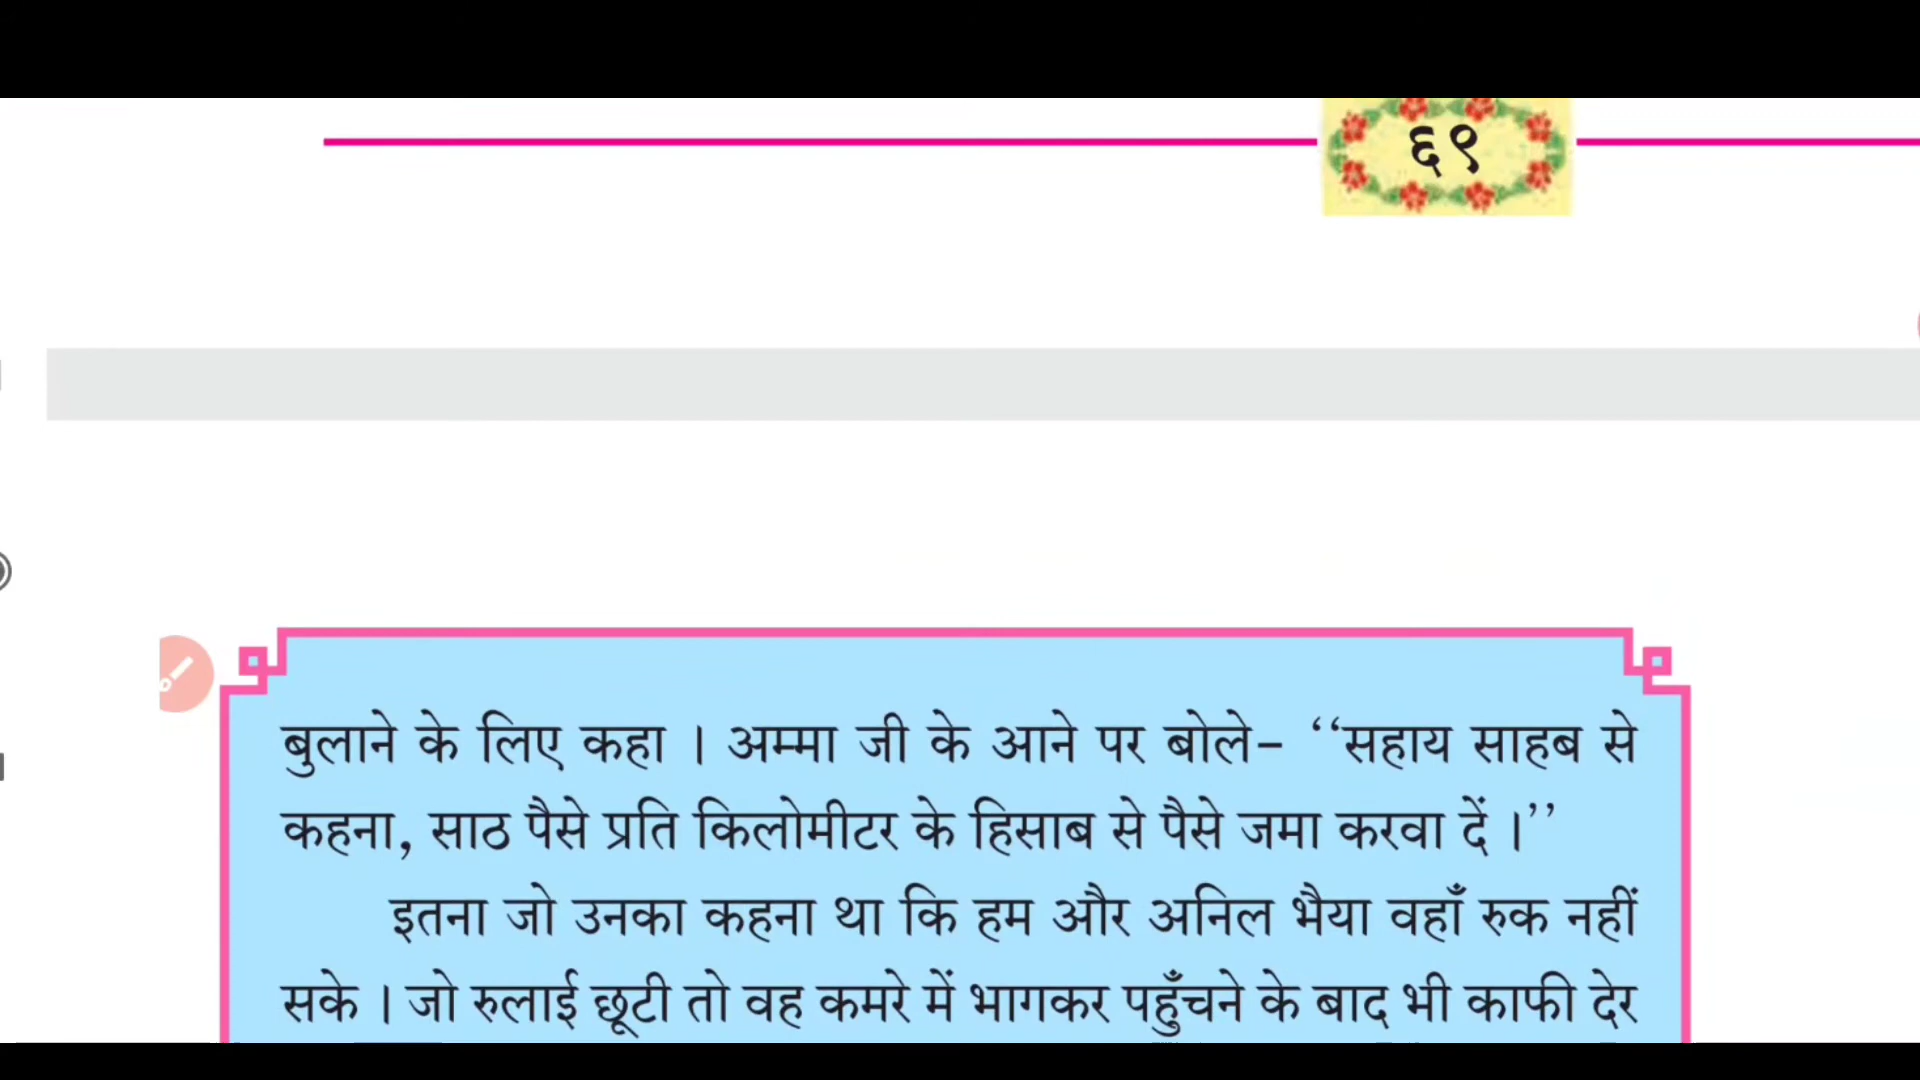 ६९
बुलाने के लिए कहा । अम्मा जी के आने पर बोले– ‘‘सहाय साहब से
कहना, साठ पैसे प्रति किलोमीटर के हिसाब से पैसे जमा करवा दें ।’’
इतना जो उनका कहना था कि हम और अनिल भैया वहाँ रुक नहीं
सके । जो रुलाई छूटी तो वह कमरे में भागकर पहुँचने के बाद भी काफी देर